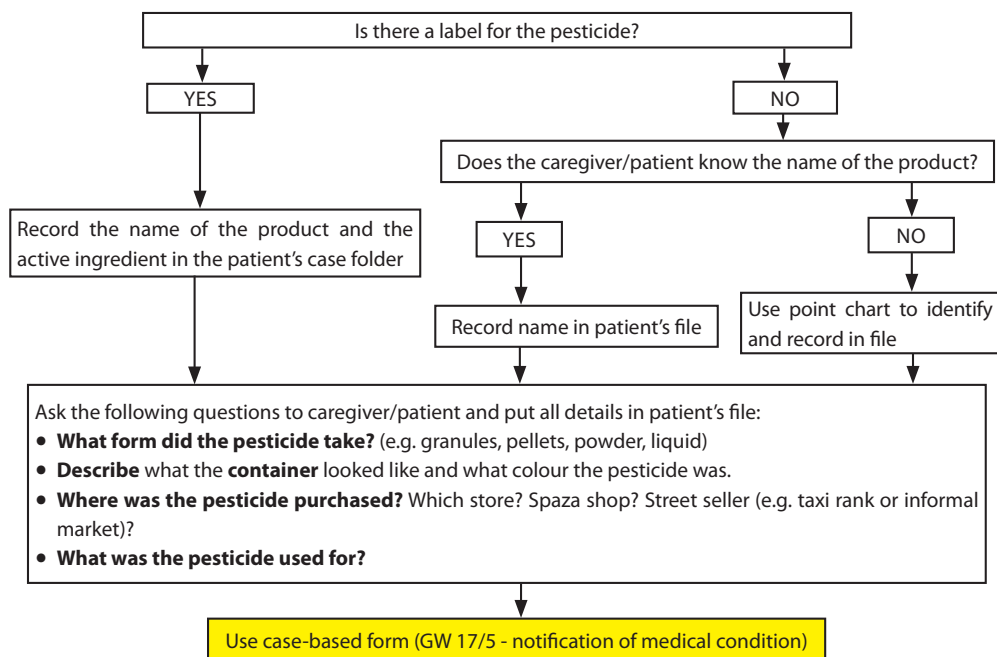 Is there a label for the pesticide?
YES
NO
Does the caregiver/patient know the name of the product?
Record the name of the product and the
active ingredient in the patient's case folder
YES
NO
Record name in patient's file
Use point chart to identify
and record in file
Ask the following questions to caregiver/patient and put all details in patient's file:
• What form did the pesticide take? (e.g. granules, pellets, powder, liquid)
• Describe what the container looked like and what colour the pesticide was.
• Where was the pesticide purchased? Which store? Spaza shop? Street seller (e.g. taxi rank or informal
market)?
• What was the pesticide used for?
Use case-based form (GW 17/5 - notification of medical condition)